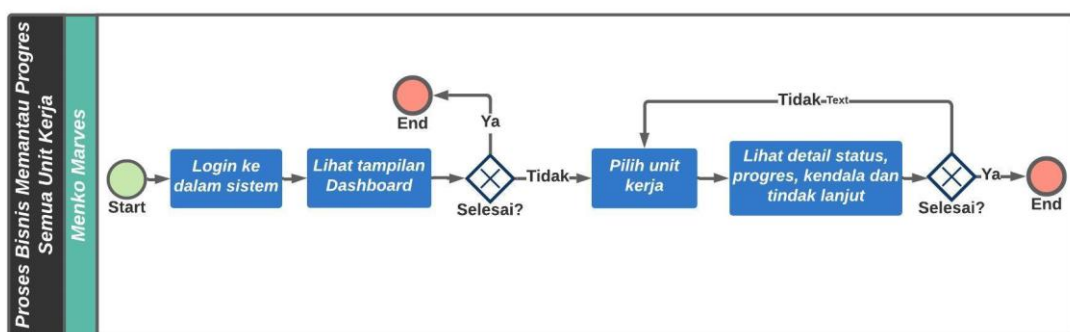 Proses Bisnis Memantau Progres
Semua Unit Kerja
Menko Marves
Start
Login ke
dalam sistem
Lihat tampilan
Dashboard
Selesai?
Ya
End
Tidak
Pilih unit
kerja
Lihat detail status,
progres, kendala dan
tindak lanjut
Selesai?
Tidak Text
Ya
End